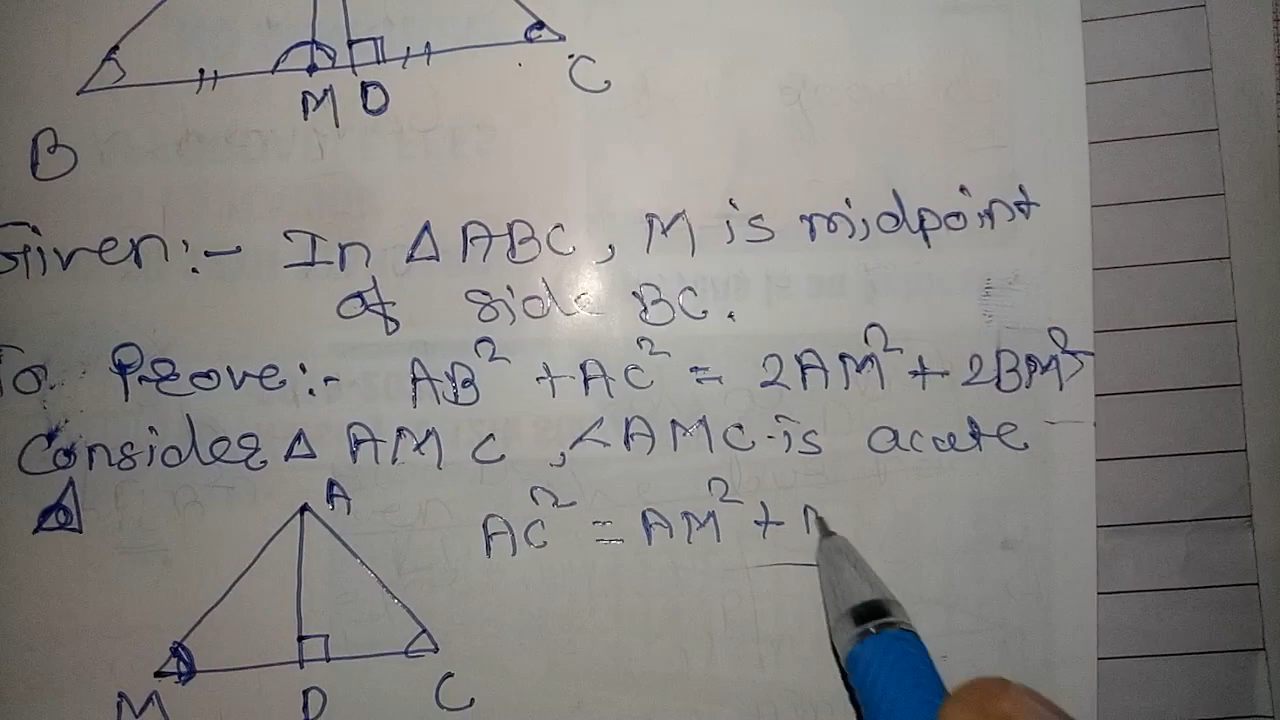 C
M D
B
Given:- In △ABC, M is midpoint
of side BC.
To Prove:- AB² + AC² = 2AM² + 2BM²
Consider △ AMC, ∠AMC is acute
A
AC² = AM² +
M D C